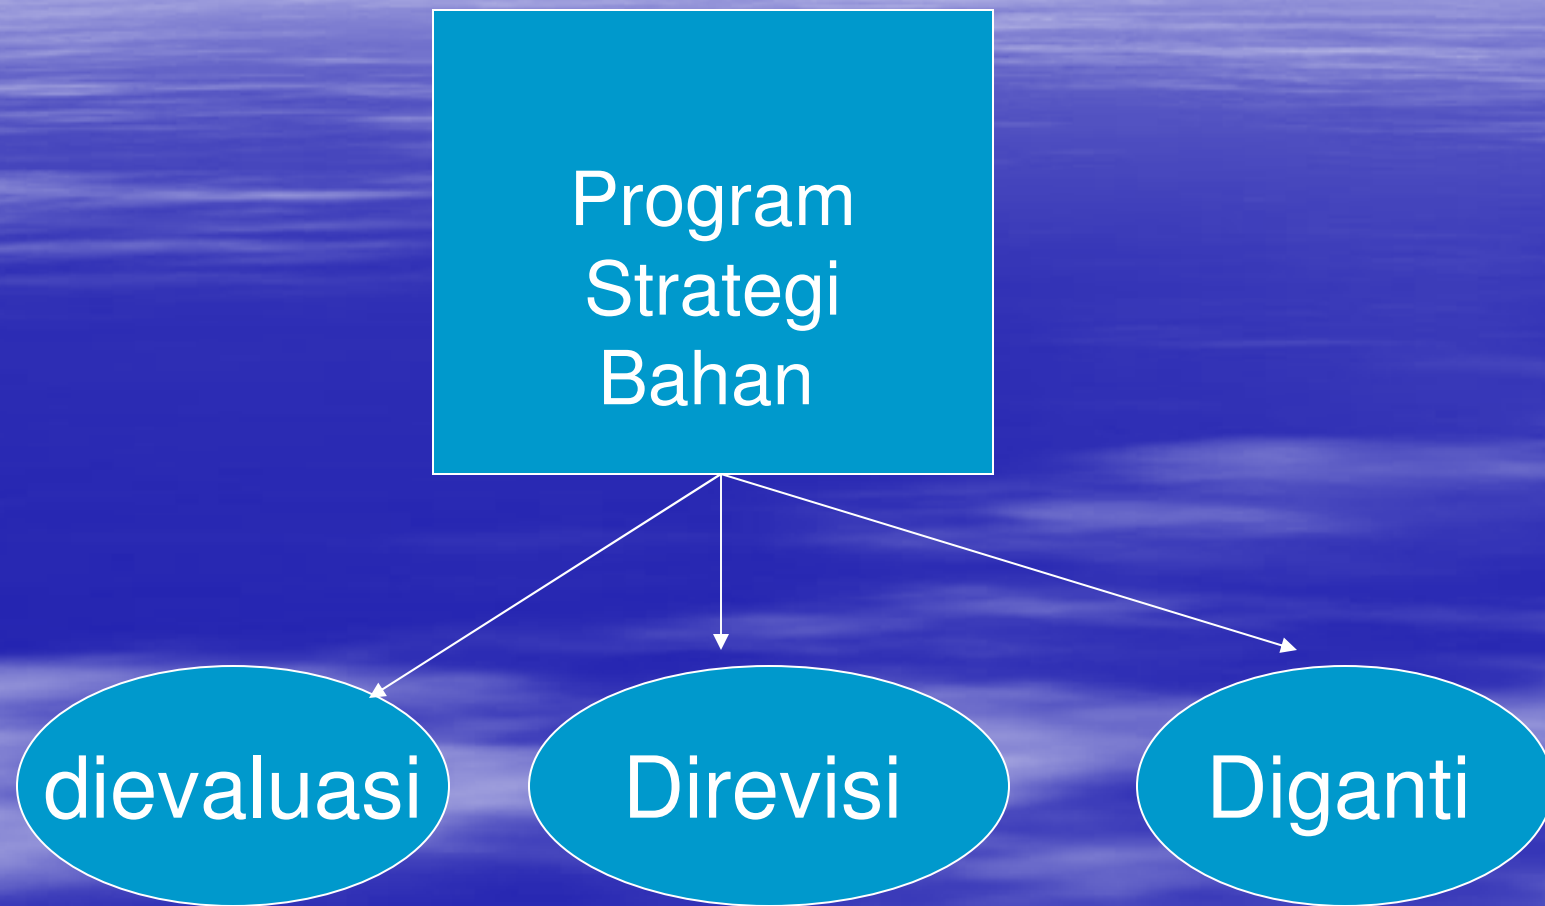 Program
Strategi
Bahan
dievaluasi
Direvisi
Diganti